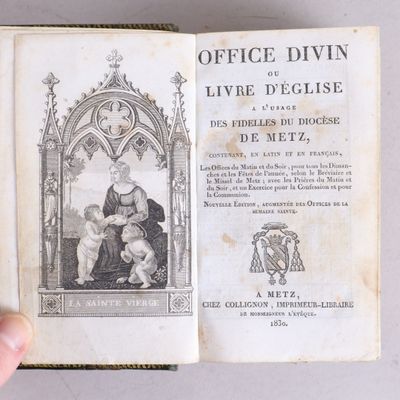 LA SAINTE VIERGE
OFFICE DIVIN
OU
LIVRE D'ÉGLISE
A L'USAGE
DES FIDELLES DU DIOCÈSE
DE METZ,
CONTENANT, EN LATIN ET EN FRANÇAIS,
Les Offices du Matin et du Soir, pour tous les Diman-
ches et les Fêtes de l'année, selon le Bréviaire et
le Missel de Metz; avec les Prières du Matin et
du Soir, et un Exercice pour la Confession et pour
la Communion.
NOUVELLE ÉDITION, AUGMENTÉE DES OFFICES DE LA
SEMAINE SAINTE.
A METZ,
CHEZ COLLIGNON, IMPRIMEUR-LIBRAIRE
DE MONSEIGNEUR L'ÉVÊQUE.
1830.